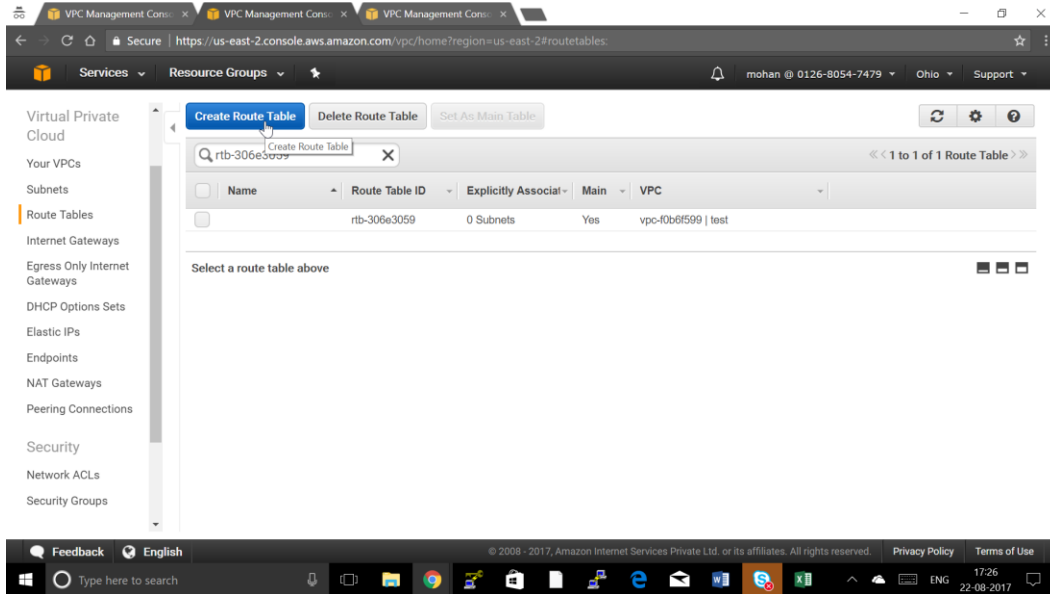 VPC Management Conso
VPC Management Conso
VPC Management Conso
Secure
https://us-east-2.console.aws.amazon.com/vpc/home?region=us-east-2#routetables:
Services
Resource Groups
mohan @ 0126-8054-7479
Ohio
Support
Virtual Private
Cloud
Your VPCs
Subnets
Route Tables
Internet Gateways
Egress Only Internet
Gateways
DHCP Options Sets
Elastic IPs
Endpoints
NAT Gateways
Peering Connections
Security
Network ACLs
Security Groups
Create Route Table
Delete Route Table
Set As Main Table
rtb-306e3059
Create Route Table
1 to 1 of 1 Route Table
Name
Route Table ID
Explicitly Associat
Main
VPC
rtb-306e3059
0 Subnets
Yes
vpc-f0b6f599 | test
Select a route table above
Feedback
English
© 2008 - 2017, Amazon Internet Services Private Ltd. or its affiliates. All rights reserved.
Privacy Policy
Terms of Use
Type here to search
ENG
17:26
22-08-2017